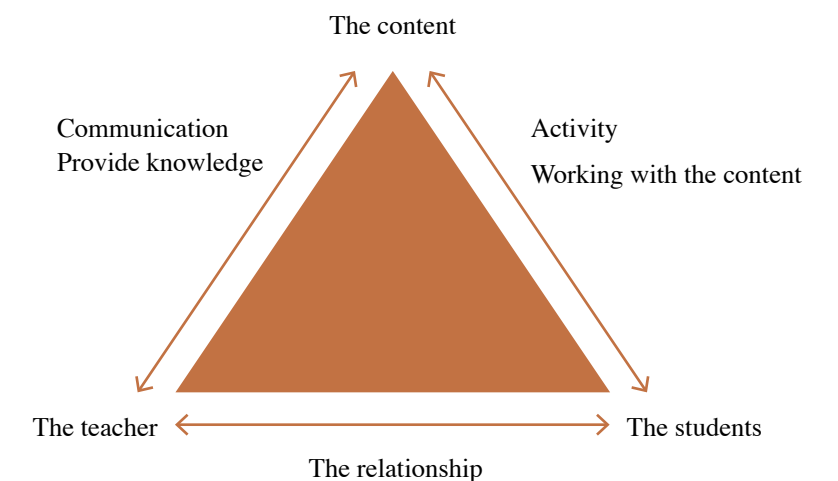 The content
Communication
Provide knowledge
Activity
Working with the content
The teacher
The students
The relationship